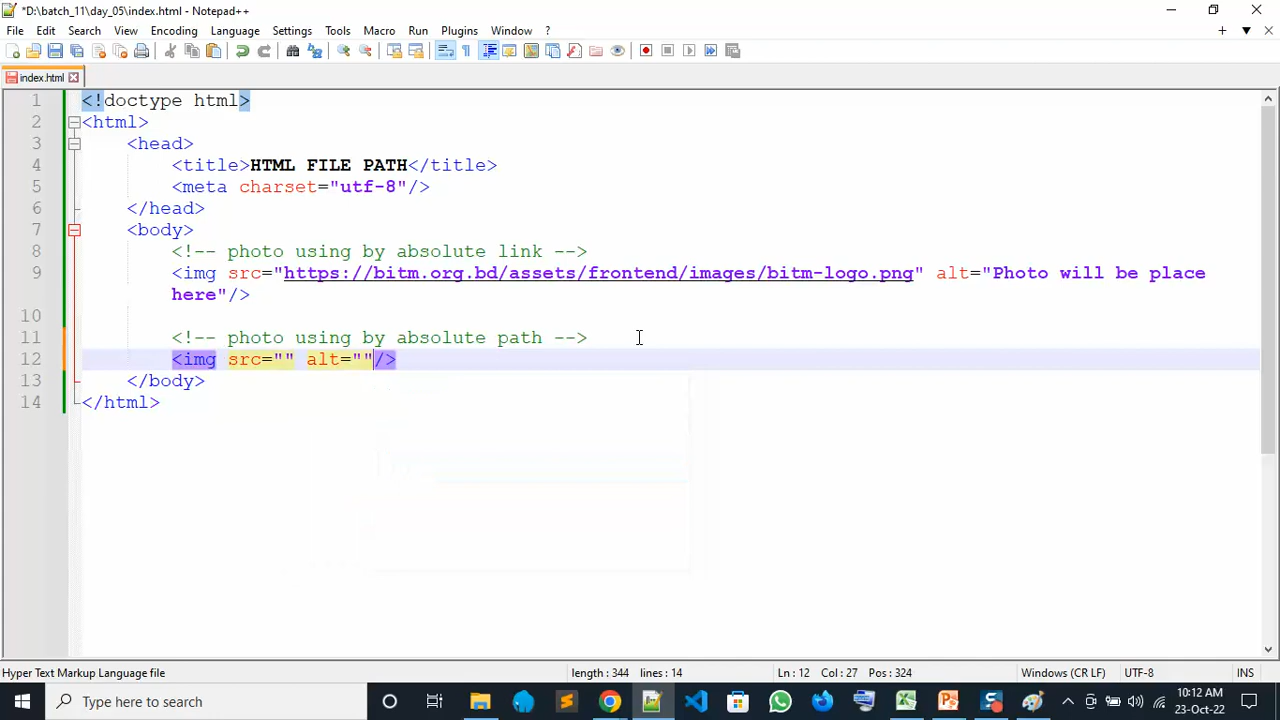 *D:\batch_11\day_05\index.html - Notepad++
File Edit Search View Encoding Language Settings Tools Macro Run Plugins Window ?
index.html
1 <!doctype html>
2 <html>
3 <head>
4 <title>HTML FILE PATH</title>
5 <meta charset="utf-8"/>
6 </head>
7 <body>
8 <!-- photo using by absolute link -->
9 <img src="https://bitm.org.bd/assets/frontend/images/bitm-logo.png" alt="Photo will be place
here"/>
10
11 <!-- photo using by absolute path -->
12 <img src="" alt=""/>
13 </body>
14 </html>
Hyper Text Markup Language file length : 344 lines : 14 Ln : 12 Col : 27 Pos : 324 Windows (CR LF) UTF-8 INS
Type here to search
10:12 AM
23-Oct-22